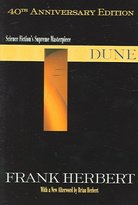 40TH ANNIVERSARY EDITION
Science Fiction's Supreme Masterpiece
DUNE
FRANK HERBERT
With a New Afterword by Brian Herbert